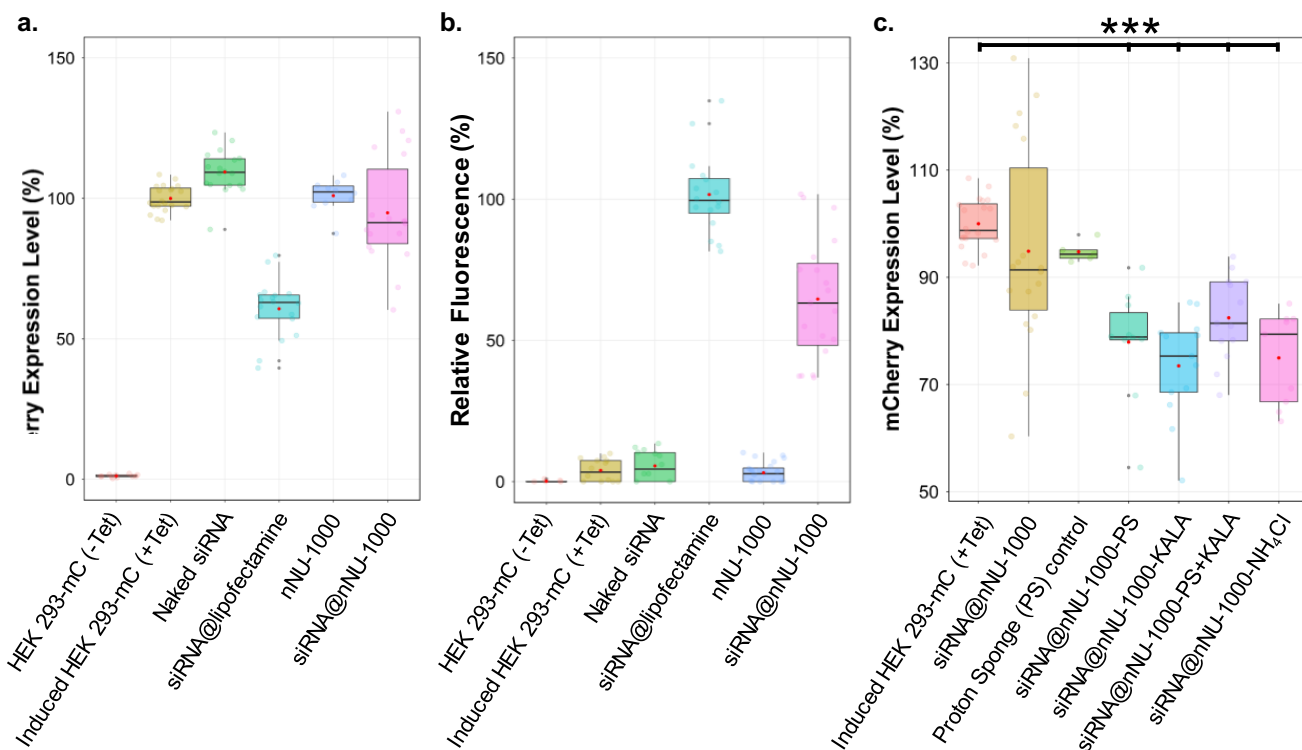 a.
rry Expression Level (%)
150
100
50
0
HEK 293-mC (-Tet)
Induced HEK 293-mC (+Tet)
Naked siRNA
siRNA@lipofectamine
nNU-1000
siRNA@nNU-1000
b.
Relative Fluorescence (%)
150
100
50
0
HEK 293-mC (-Tet)
Induced HEK 293-mC (+Tet)
Naked siRNA
siRNA@lipofectamine
nNU-1000
siRNA@nNU-1000
c.
***
mCherry Expression Level (%)
130
110
90
70
50
Induced HEK 293-mC (+Tet)
siRNA@nNU-1000
Proton Sponge (PS) control
siRNA@nNU-1000-PS
siRNA@nNU-1000-KALA
siRNA@nNU-1000-PS+KALA
siRNA@nNU-1000-NH₄Cl